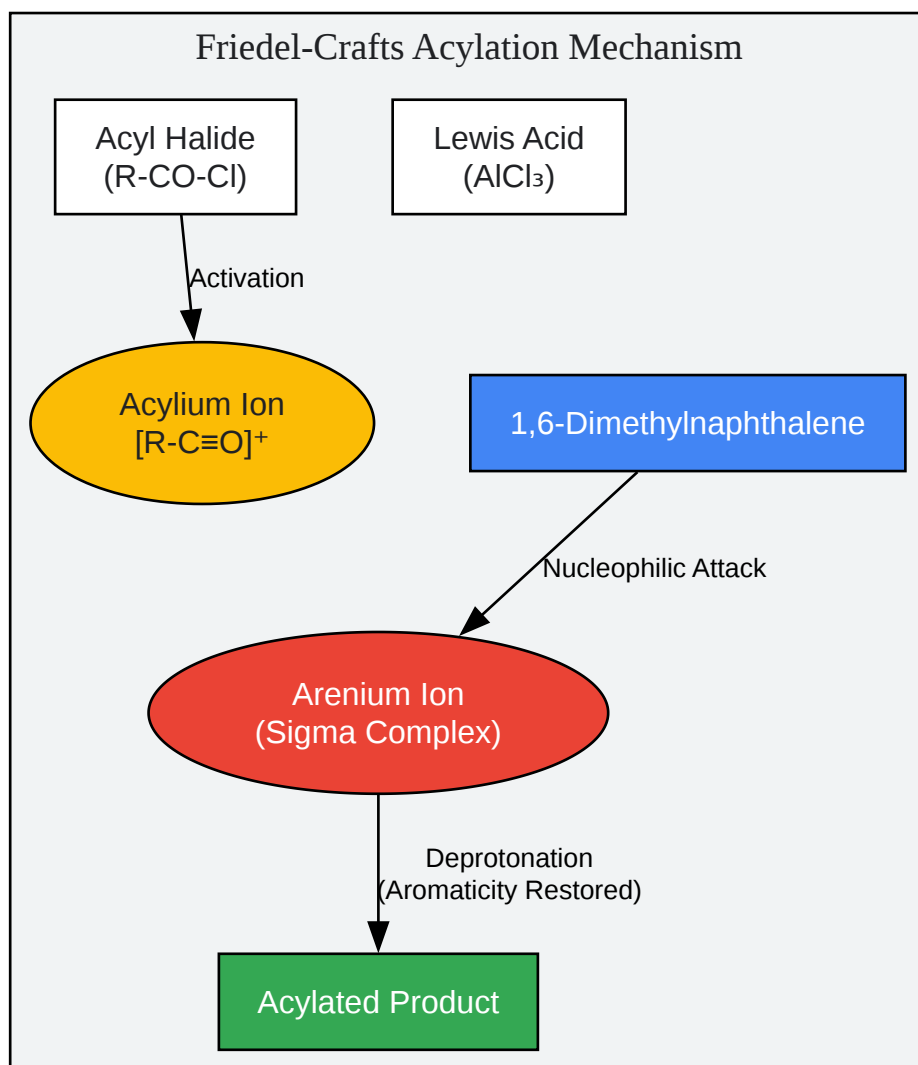 Friedel-Crafts Acylation Mechanism
Acyl Halide
(R-CO-Cl)
Lewis Acid
(AlCl₃)
Activation
Acylium Ion
[R-C≡O]⁺
1,6-Dimethylnaphthalene
Nucleophilic Attack
Arenium Ion
(Sigma Complex)
Deprotonation
(Aromaticity Restored)
Acylated Product